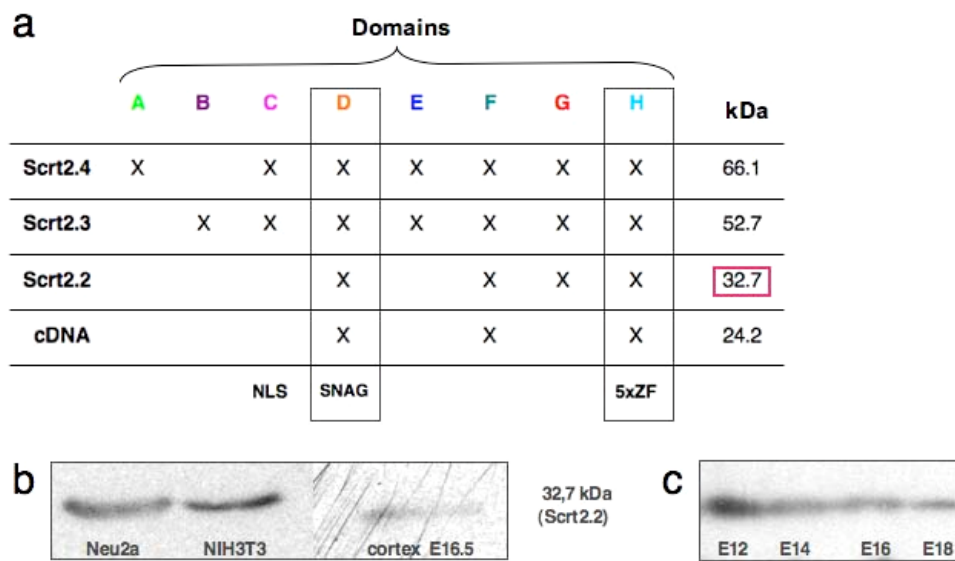 a
Domains
A B C D E F G H kDa
Scrt2.4 X X X X X X X 66.1
Scrt2.3 X X X X X X X 52.7
Scrt2.2 X X X X 32.7
cDNA X X X 24.2
NLS SNAG 5xZF
b
Neu2a NIH3T3 cortex E16.5
32,7 kDa
(Scrt2.2)
c
E12 E14 E16 E18